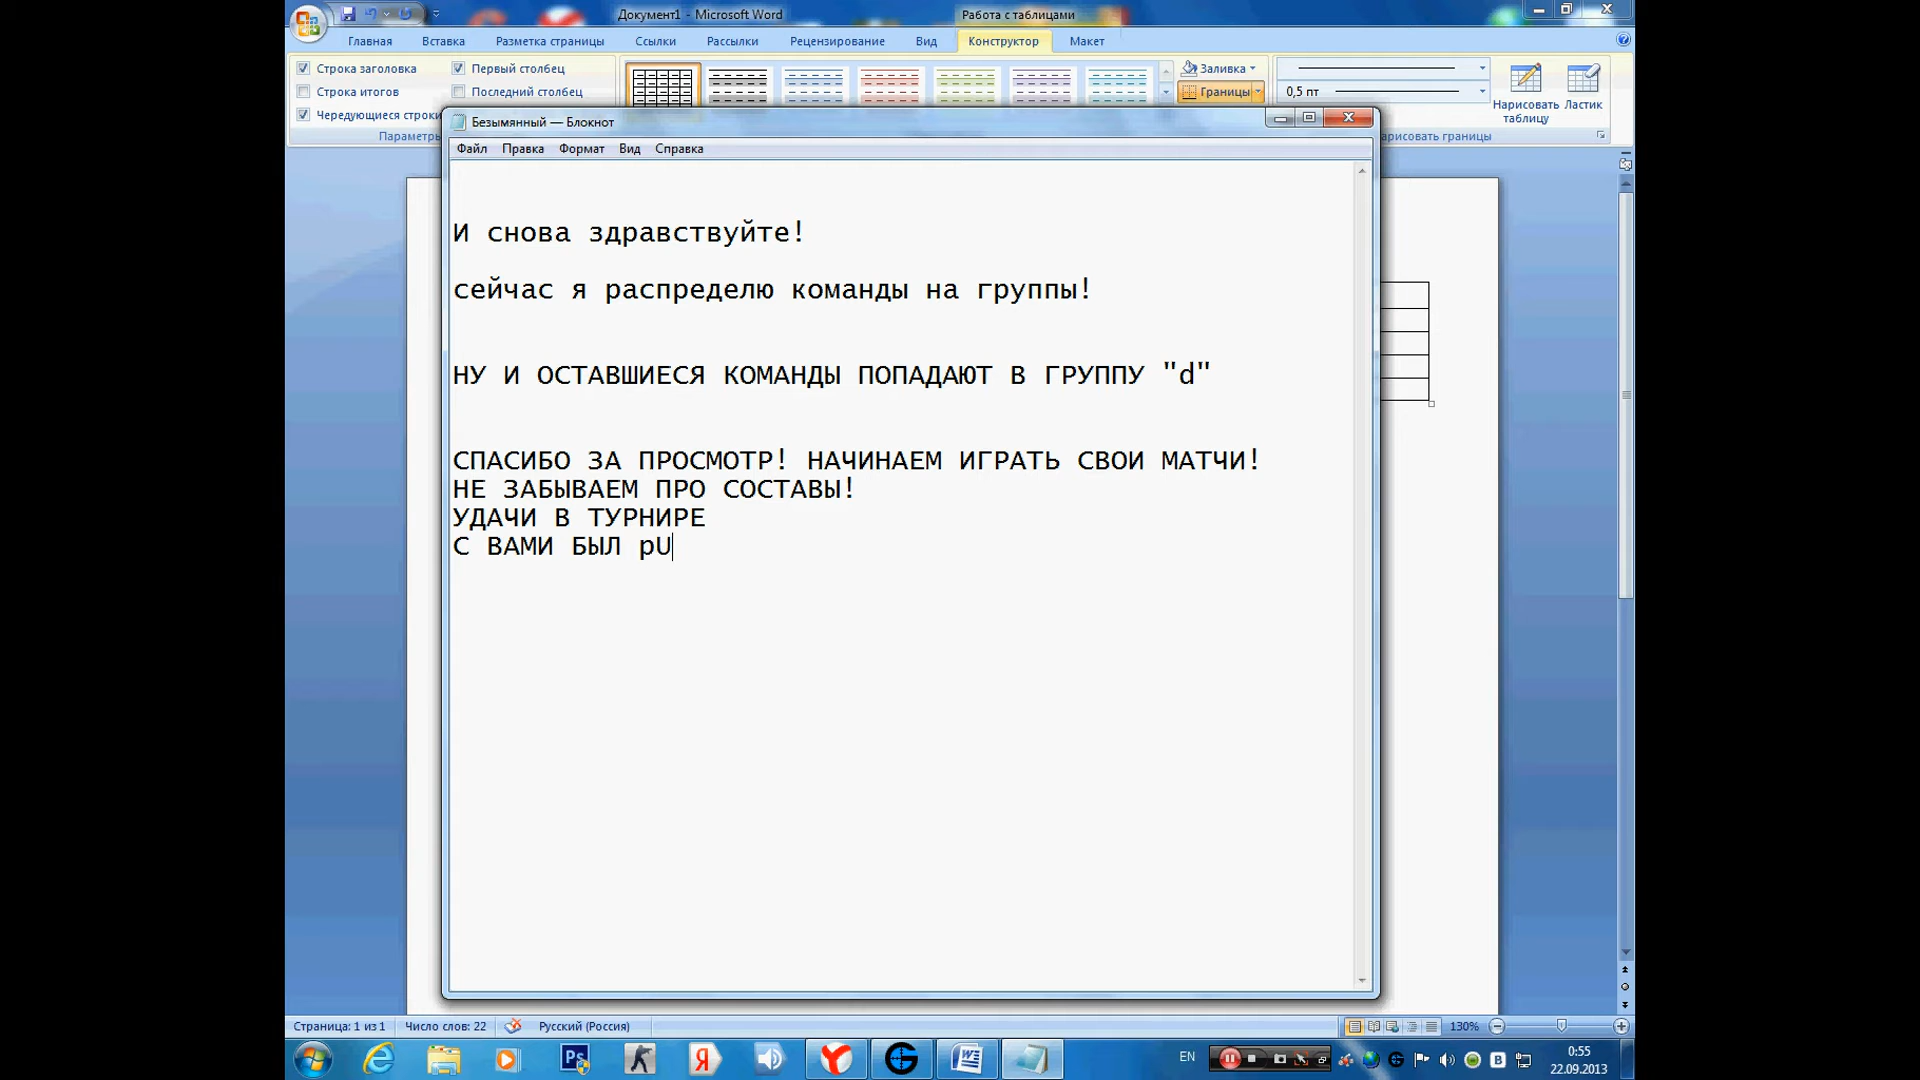 Документ1 - Microsoft Word
Работа с таблицами
Главная Вставка Разметка страницы Ссылки Рассылки Рецензирование Вид Конструктор Макет
Строка заголовка Первый столбец
Строка итогов Последний столбец
Чередующиеся строки
Параметры
Заливка
Границы
0,5 пт
Нарисовать таблицу
Ластик
арисовать границы
Безымянный — Блокнот
Файл Правка Формат Вид Справка
И снова здравствуйте!
сейчас я распределю команды на группы!
НУ И ОСТАВШИЕСЯ КОМАНДЫ ПОПАДАЮТ В ГРУППУ "d"
СПАСИБО ЗА ПРОСМОТР! НАЧИНАЕМ ИГРАТЬ СВОИ МАТЧИ!
НЕ ЗАБЫВАЕМ ПРО СОСТАВЫ!
УДАЧИ В ТУРНИРЕ
С ВАМИ БЫЛ pU
Страница: 1 из 1 Число слов: 22 Русский (Россия) 130%
Ps
Я
EN
0:55
22.09.2013